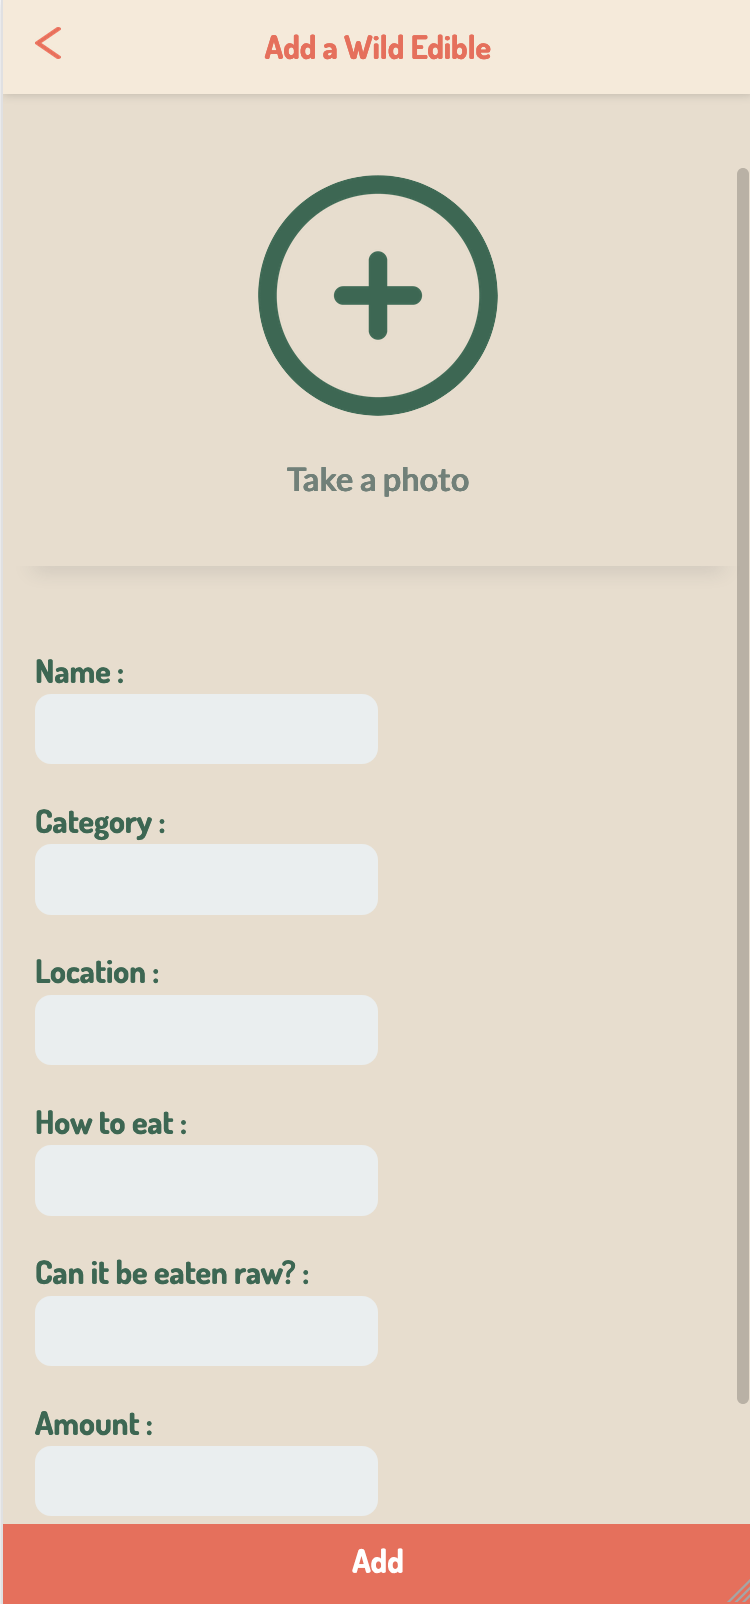 Add a Wild Edible
Take a photo
Name :
Category :
Location :
How to eat :
Can it be eaten raw? :
Amount :
Add